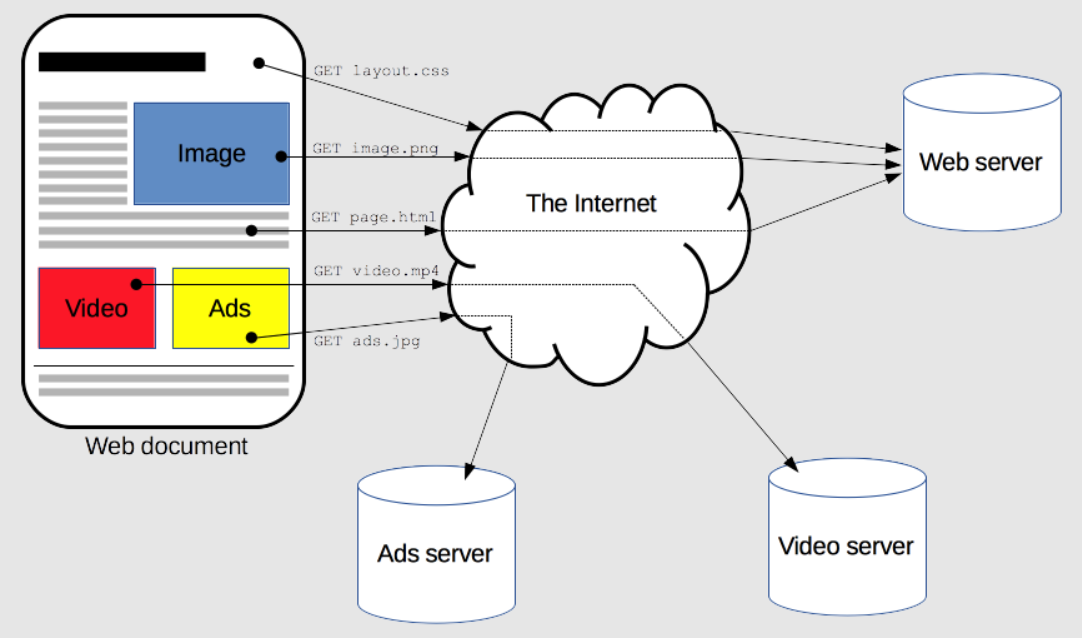 GET layout.css
Image
GET image.png
Web server
The Internet
GET page.html
GET video.mp4
Video
Ads
GET ads.jpg
Web document
Ads server
Video server